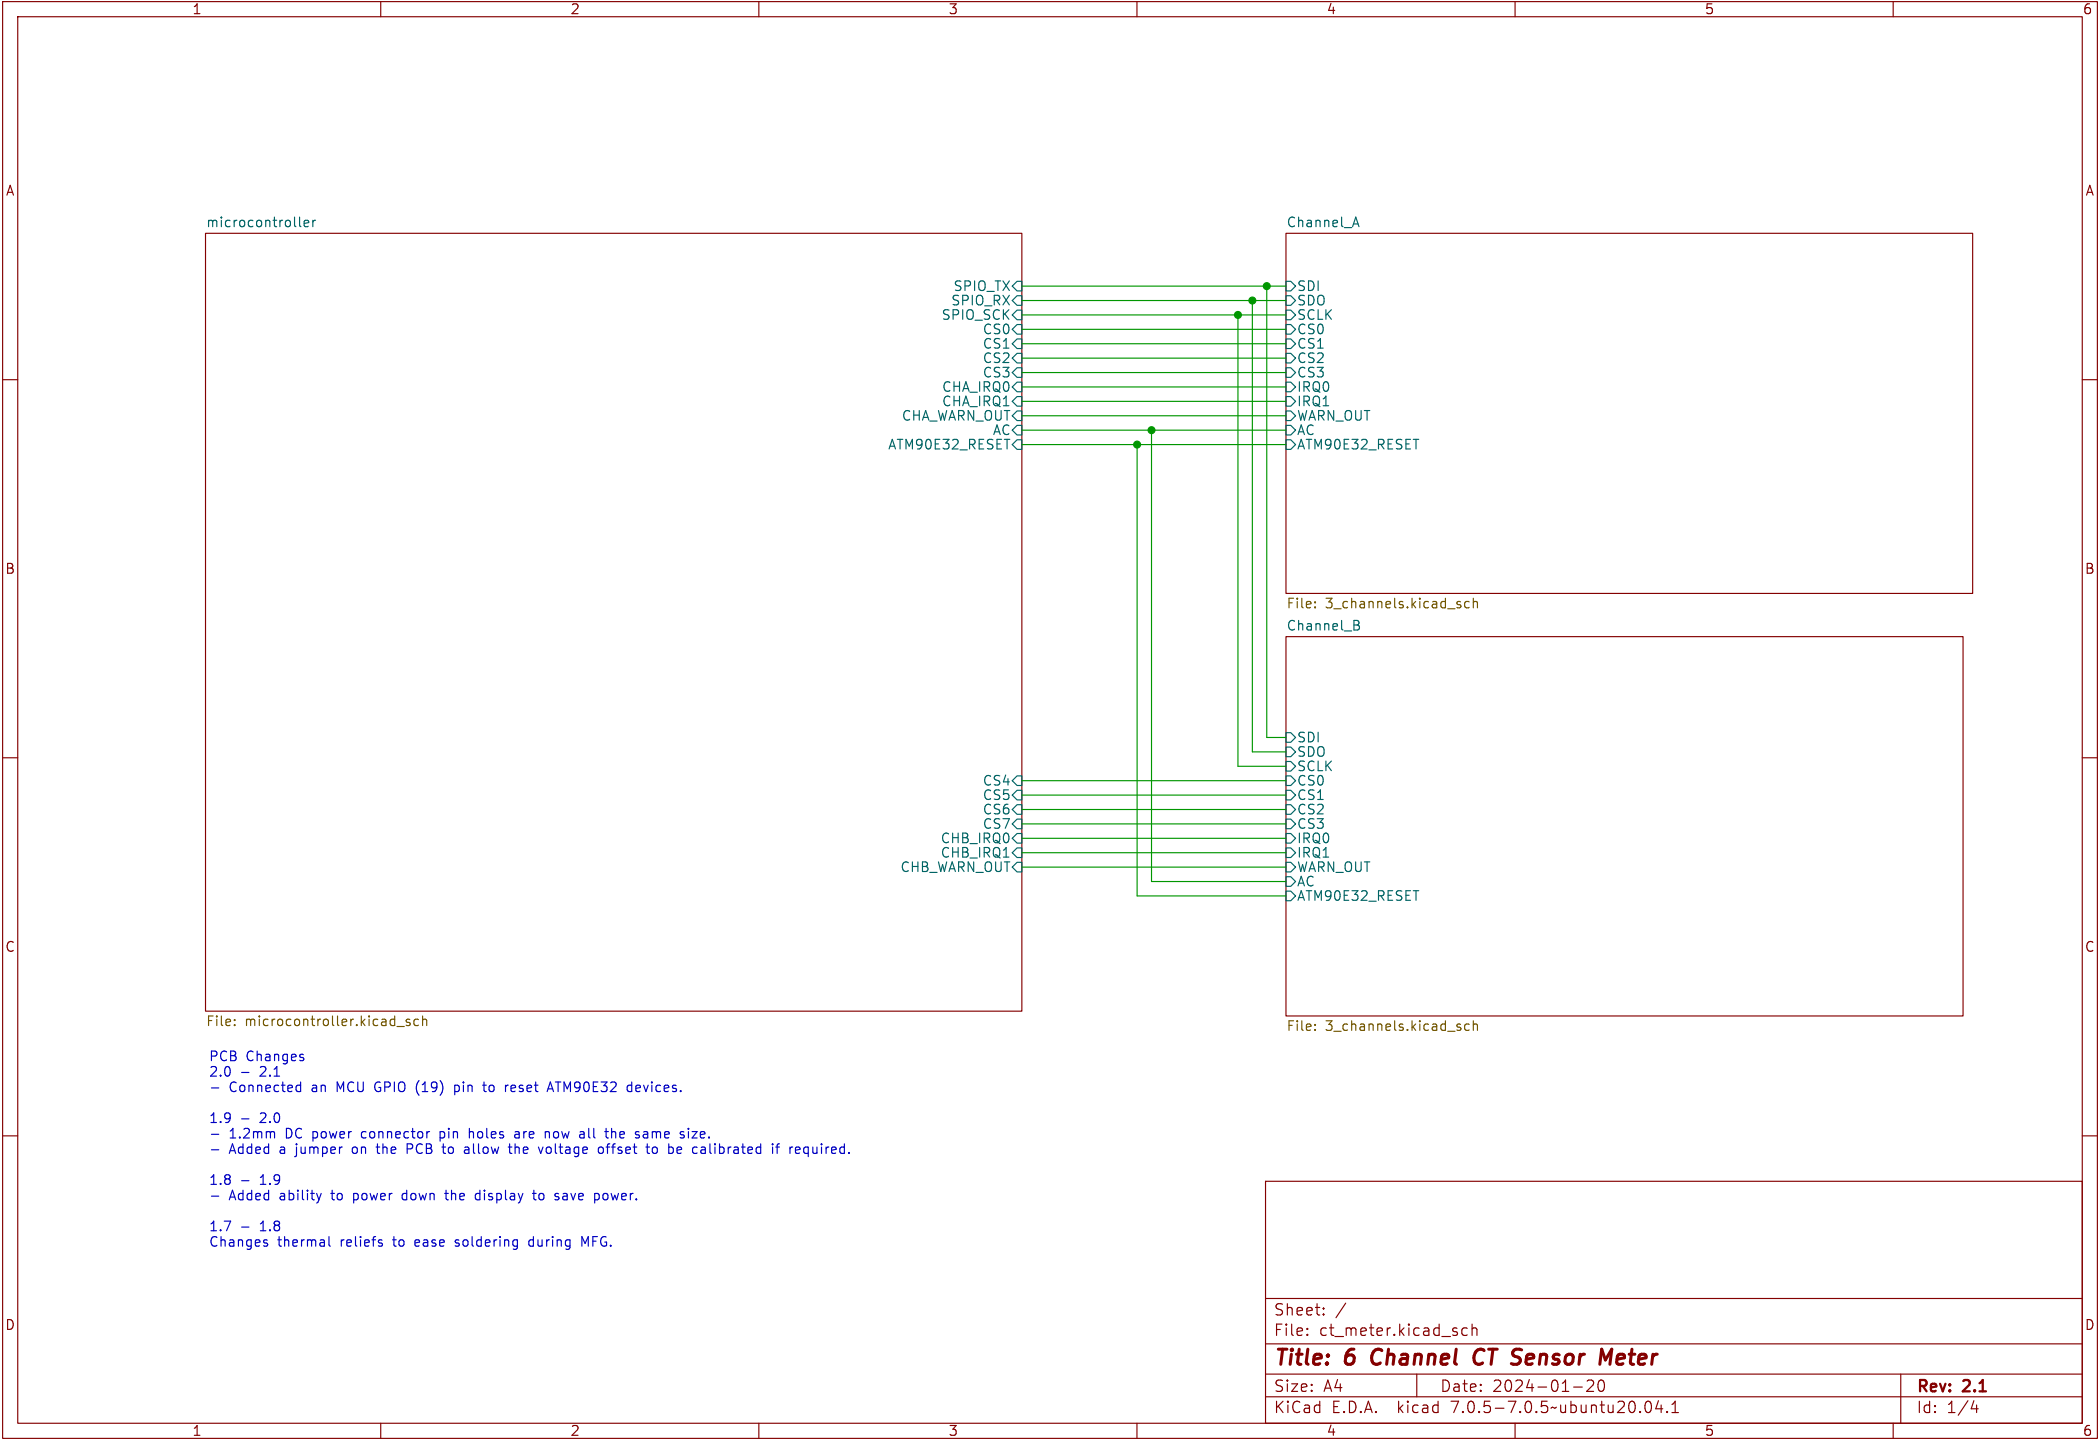 1 2 3 4 5 6
A A
B B
C C
D D
microcontroller
SPI0_TX
SPI0_RX
SPI0_SCK
CS0
CS1
CS2
CS3
CHA_IRQ0
CHA_IRQ1
CHA_WARN_OUT
AC
ATM90E32_RESET
CS4
CS5
CS6
CS7
CHB_IRQ0
CHB_IRQ1
CHB_WARN_OUT
File: microcontroller.kicad_sch
Channel_A
SDI
SDO
SCLK
CS0
CS1
CS2
CS3
IRQ0
IRQ1
WARN_OUT
AC
ATM90E32_RESET
File: 3_channels.kicad_sch
Channel_B
SDI
SDO
SCLK
CS0
CS1
CS2
CS3
IRQ0
IRQ1
WARN_OUT
AC
ATM90E32_RESET
File: 3_channels.kicad_sch
PCB Changes
2.0 - 2.1
- Connected an MCU GPIO (19) pin to reset ATM90E32 devices.
1.9 - 2.0
- 1.2mm DC power connector pin holes are now all the same size.
- Added a jumper on the PCB to allow the voltage offset to be calibrated if required.
1.8 - 1.9
- Added ability to power down the display to save power.
1.7 - 1.8
Changes thermal reliefs to ease soldering during MFG.
Sheet: /
File: ct_meter.kicad_sch
Title: 6 Channel CT Sensor Meter
Size: A4 Date: 2024-01-20 Rev: 2.1
KiCad E.D.A. kicad 7.0.5-7.0.5~ubuntu20.04.1 Id: 1/4
1 2 3 4 5 6